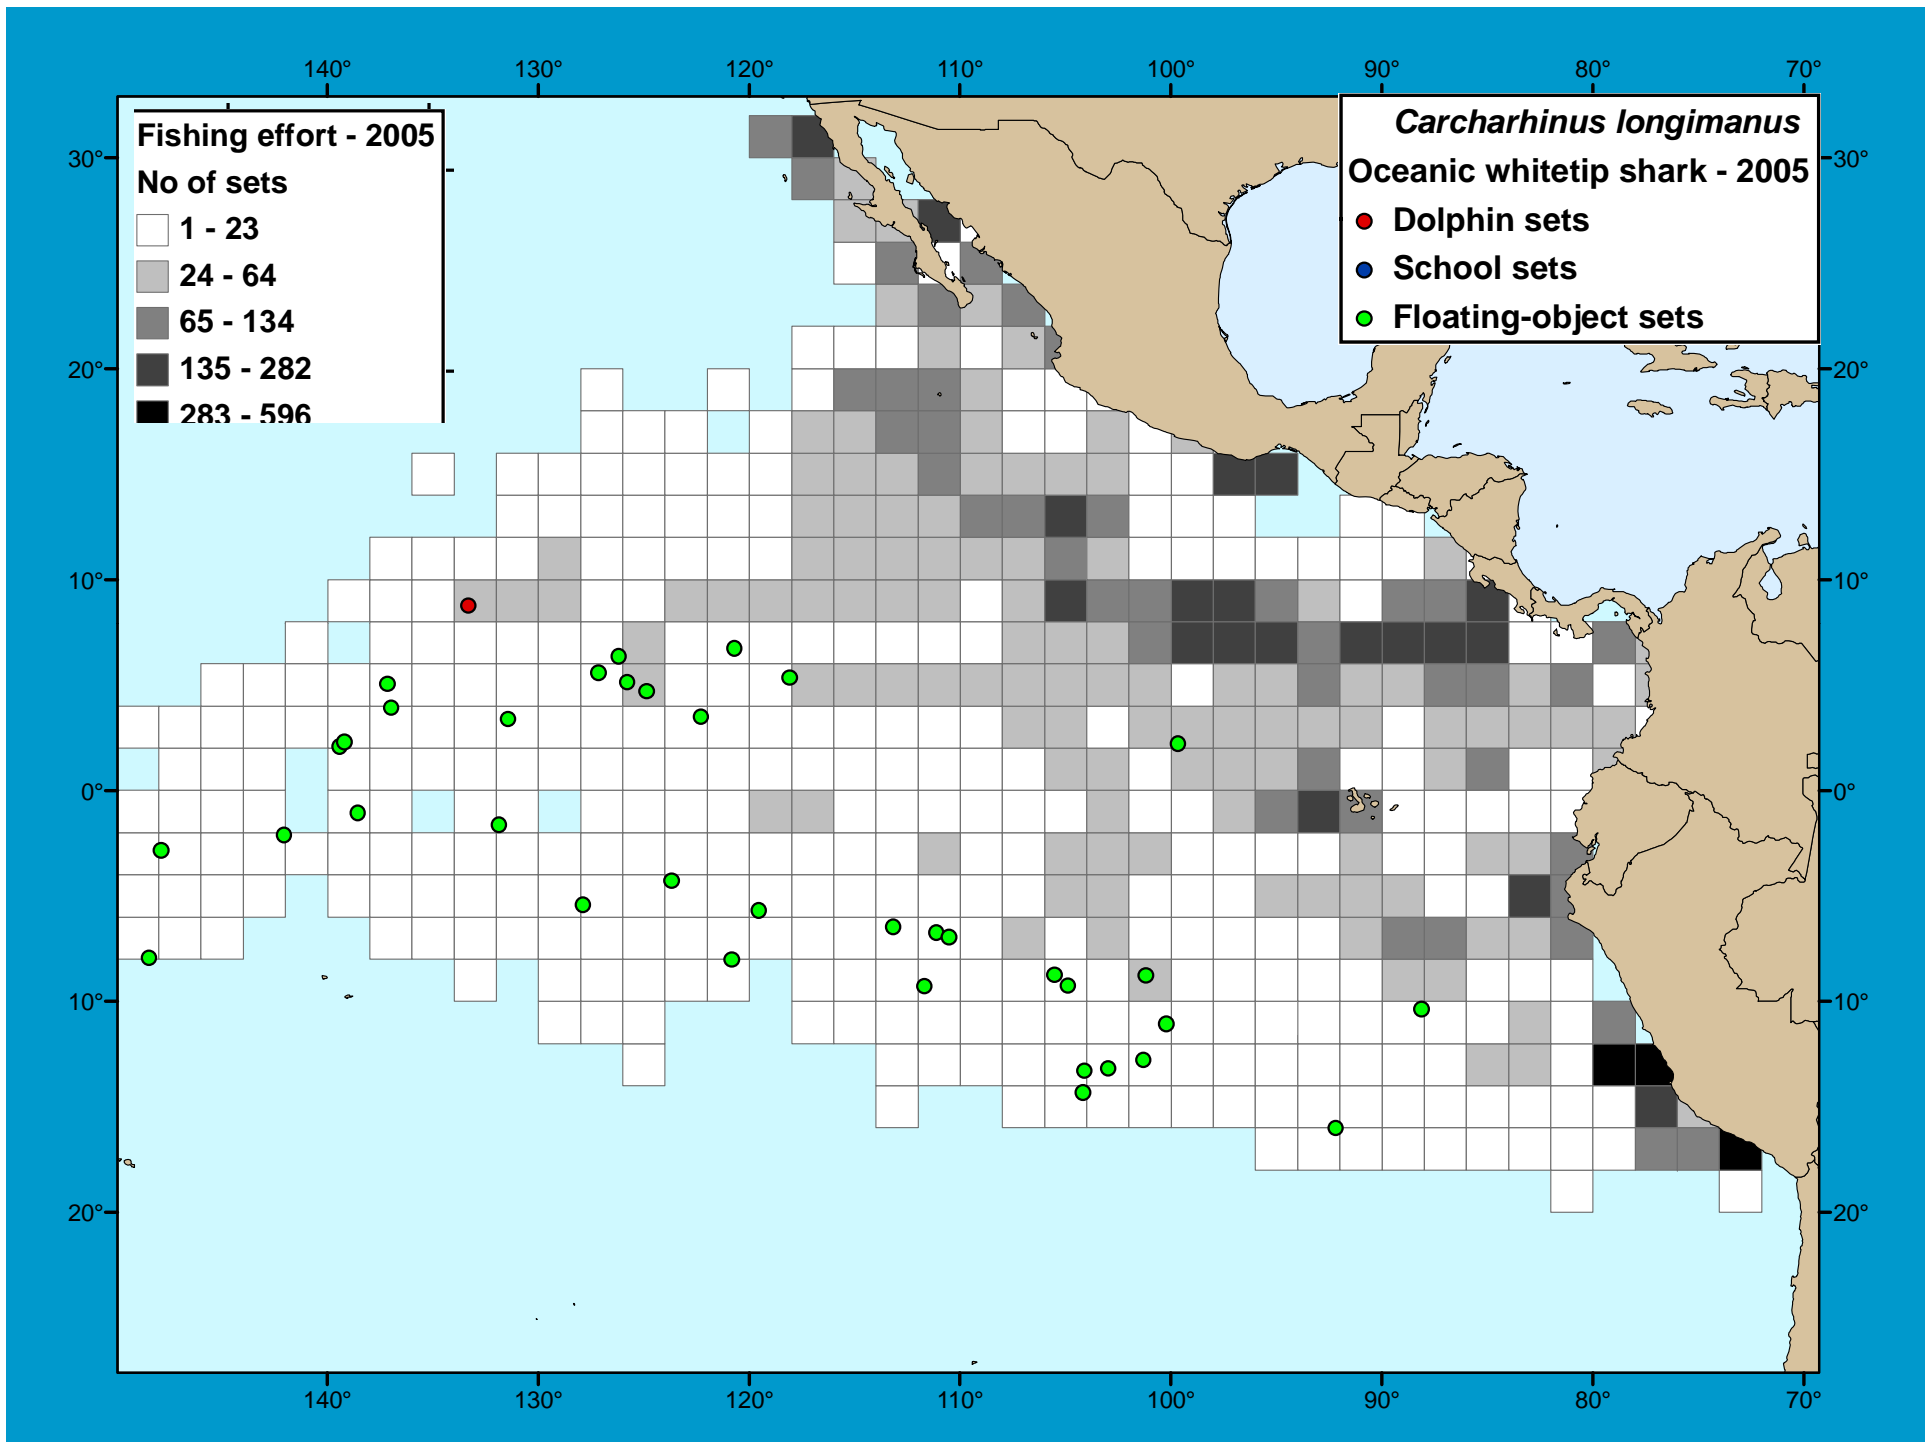 140° 130° 120° 110° 100° 90° 80° 70°
Fishing effort - 2005
No of sets
1 - 23
24 - 64
65 - 134
135 - 282
283 - 596
Carcharhinus longimanus
Oceanic whitetip shark - 2005
Dolphin sets
School sets
Floating-object sets
30° 30°
20° 20°
10° 10°
0° 0°
10° 10°
20° 20°
140° 130° 120° 110° 100° 90° 80° 70°